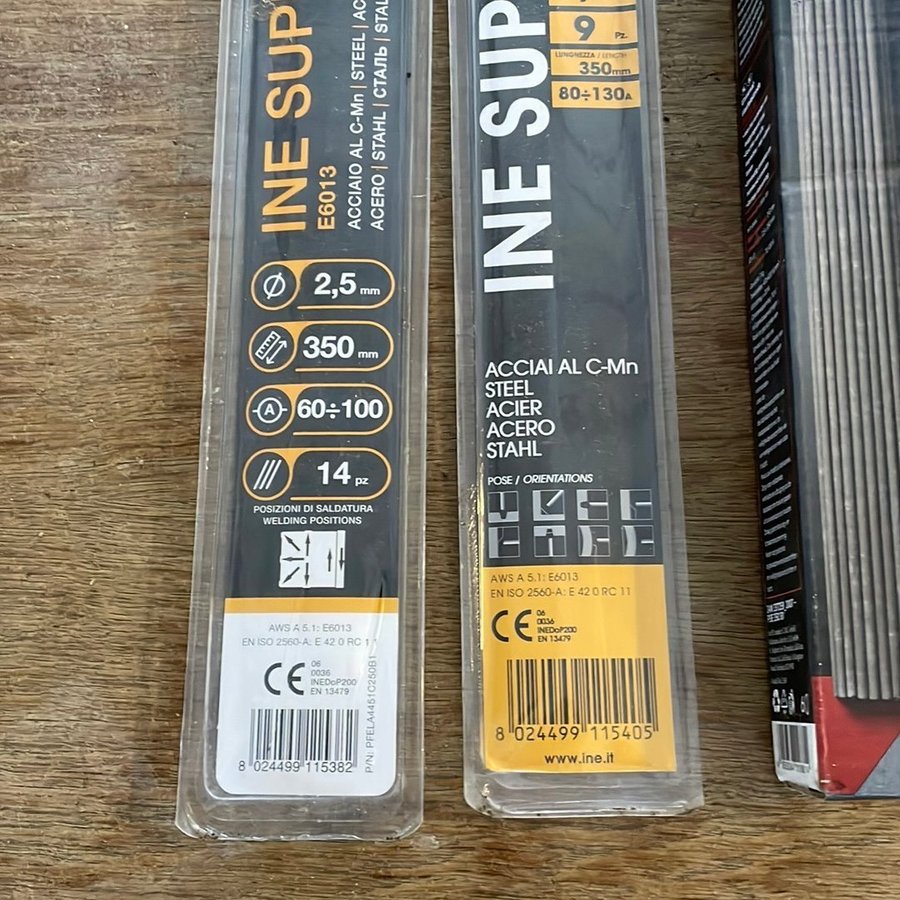 INE SUP
E6013
ACCIAIO AL C-Mn | STEEL | AC
ACERO | STAHL | СТАЛЬ | STAL
2,5 mm
350 mm
A
60÷100
14 pz
POSIZIONI DI SALDATURA
WELDING POSITIONS
AWS A 5.1: E6013
EN ISO 2560-A: E 42 0 RC 1 1
CE
06
0036
INEDoP200
EN 13479
8 024499 115382
P/N: PFELA4451C250B1
9 Pz.
LUNGHEZZA / LENGTH
350mm
80÷130A
INE SUP
ACCIAI AL C-Mn
STEEL
ACIER
ACERO
STAHL
POSE / ORIENTATIONS
AWS A 5.1: E6013
EN ISO 2560-A: E 42 0 RC 11
CE
06
0036
INEDoP200
EN 13479
8 024499 115405
www.ine.it